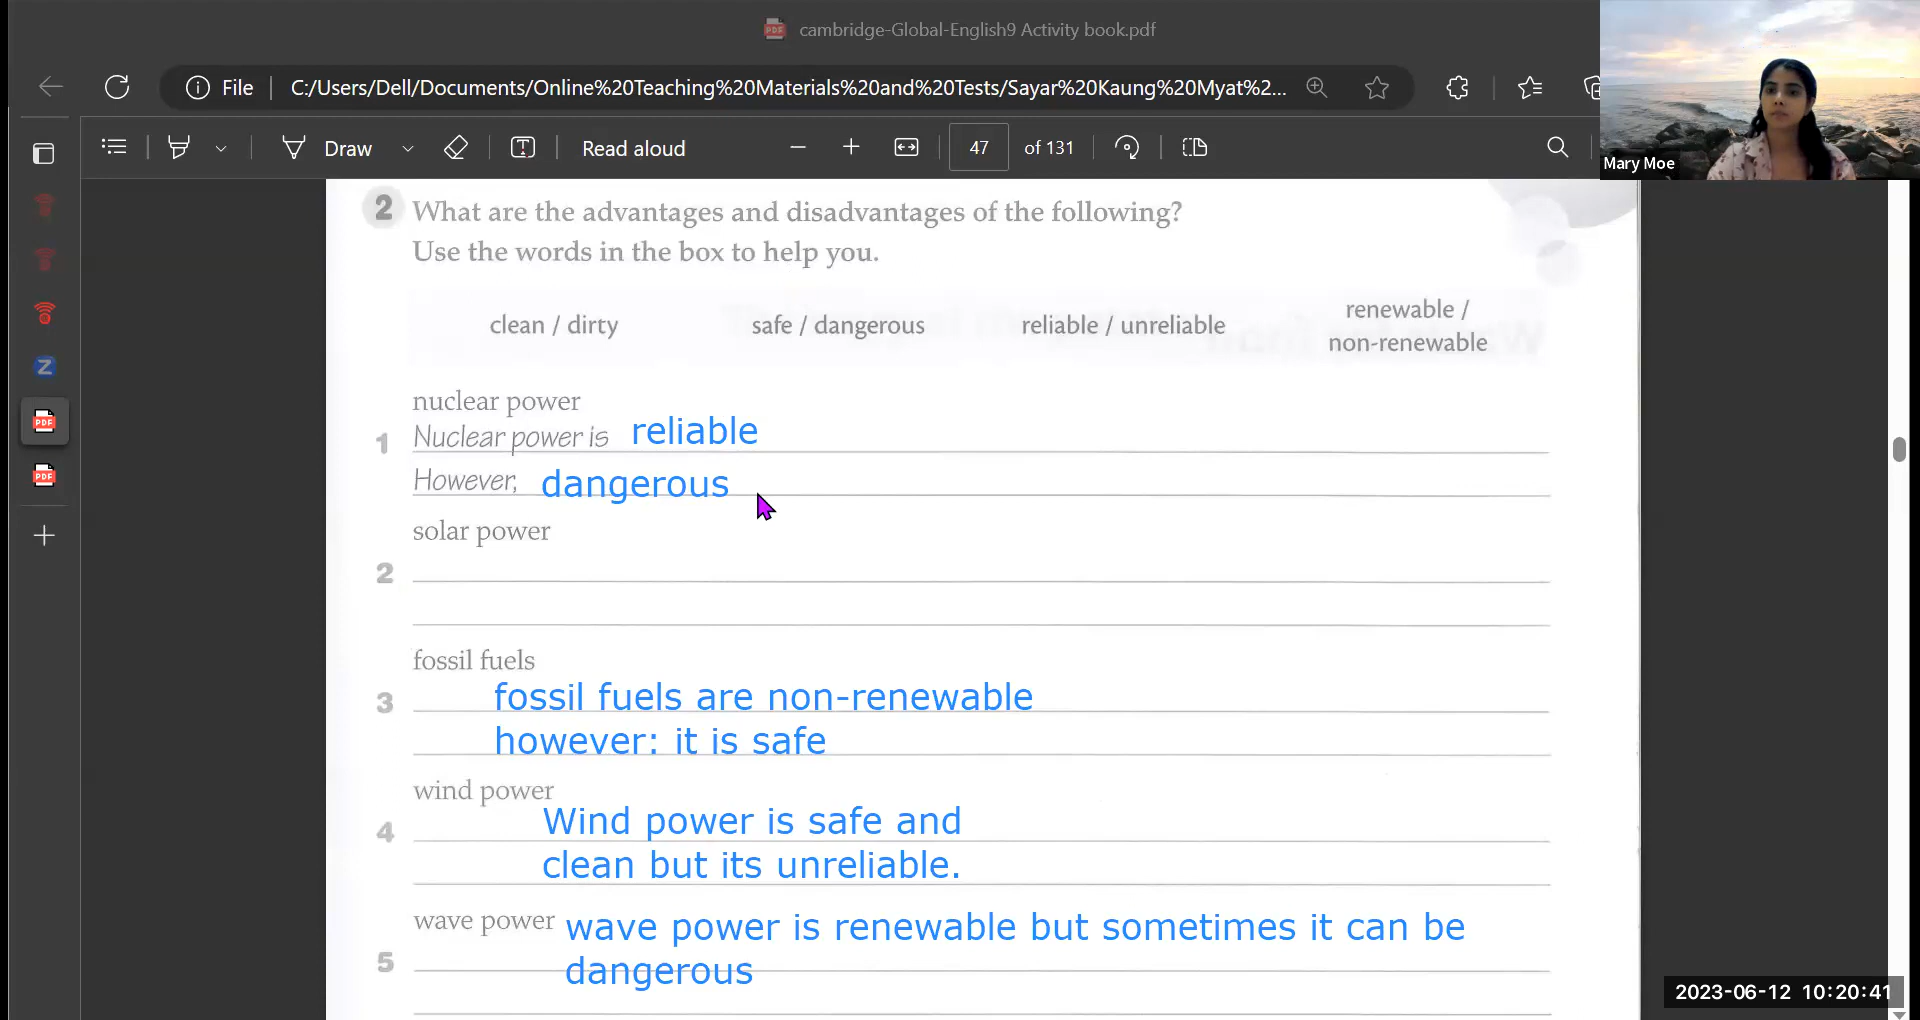 cambridge-Global-English9 Activity book.pdf
File
C:/Users/Dell/Documents/Online%20Teaching%20Materials%20and%20Tests/Sayar%20Kaung%20Myat%2...
Draw
Read aloud
47 of 131
Mary Moe
2 What are the advantages and disadvantages of the following?
Use the words in the box to help you.
clean / dirty safe / dangerous reliable / unreliable renewable / non-renewable
nuclear power
1 Nuclear power is reliable
However, dangerous
solar power
2
fossil fuels
3 fossil fuels are non-renewable
however: it is safe
wind power
4 Wind power is safe and
clean but its unreliable.
wave power wave power is renewable but sometimes it can be
5 dangerous
2023-06-12 10:20:41